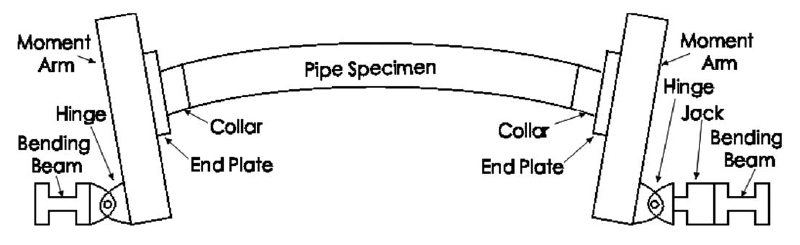 Moment
Arm
Hinge
Bending
Beam
Collar
End Plate
Pipe Specimen
Collar
End Plate
Moment
Arm
Hinge
Jack
Bending
Beam